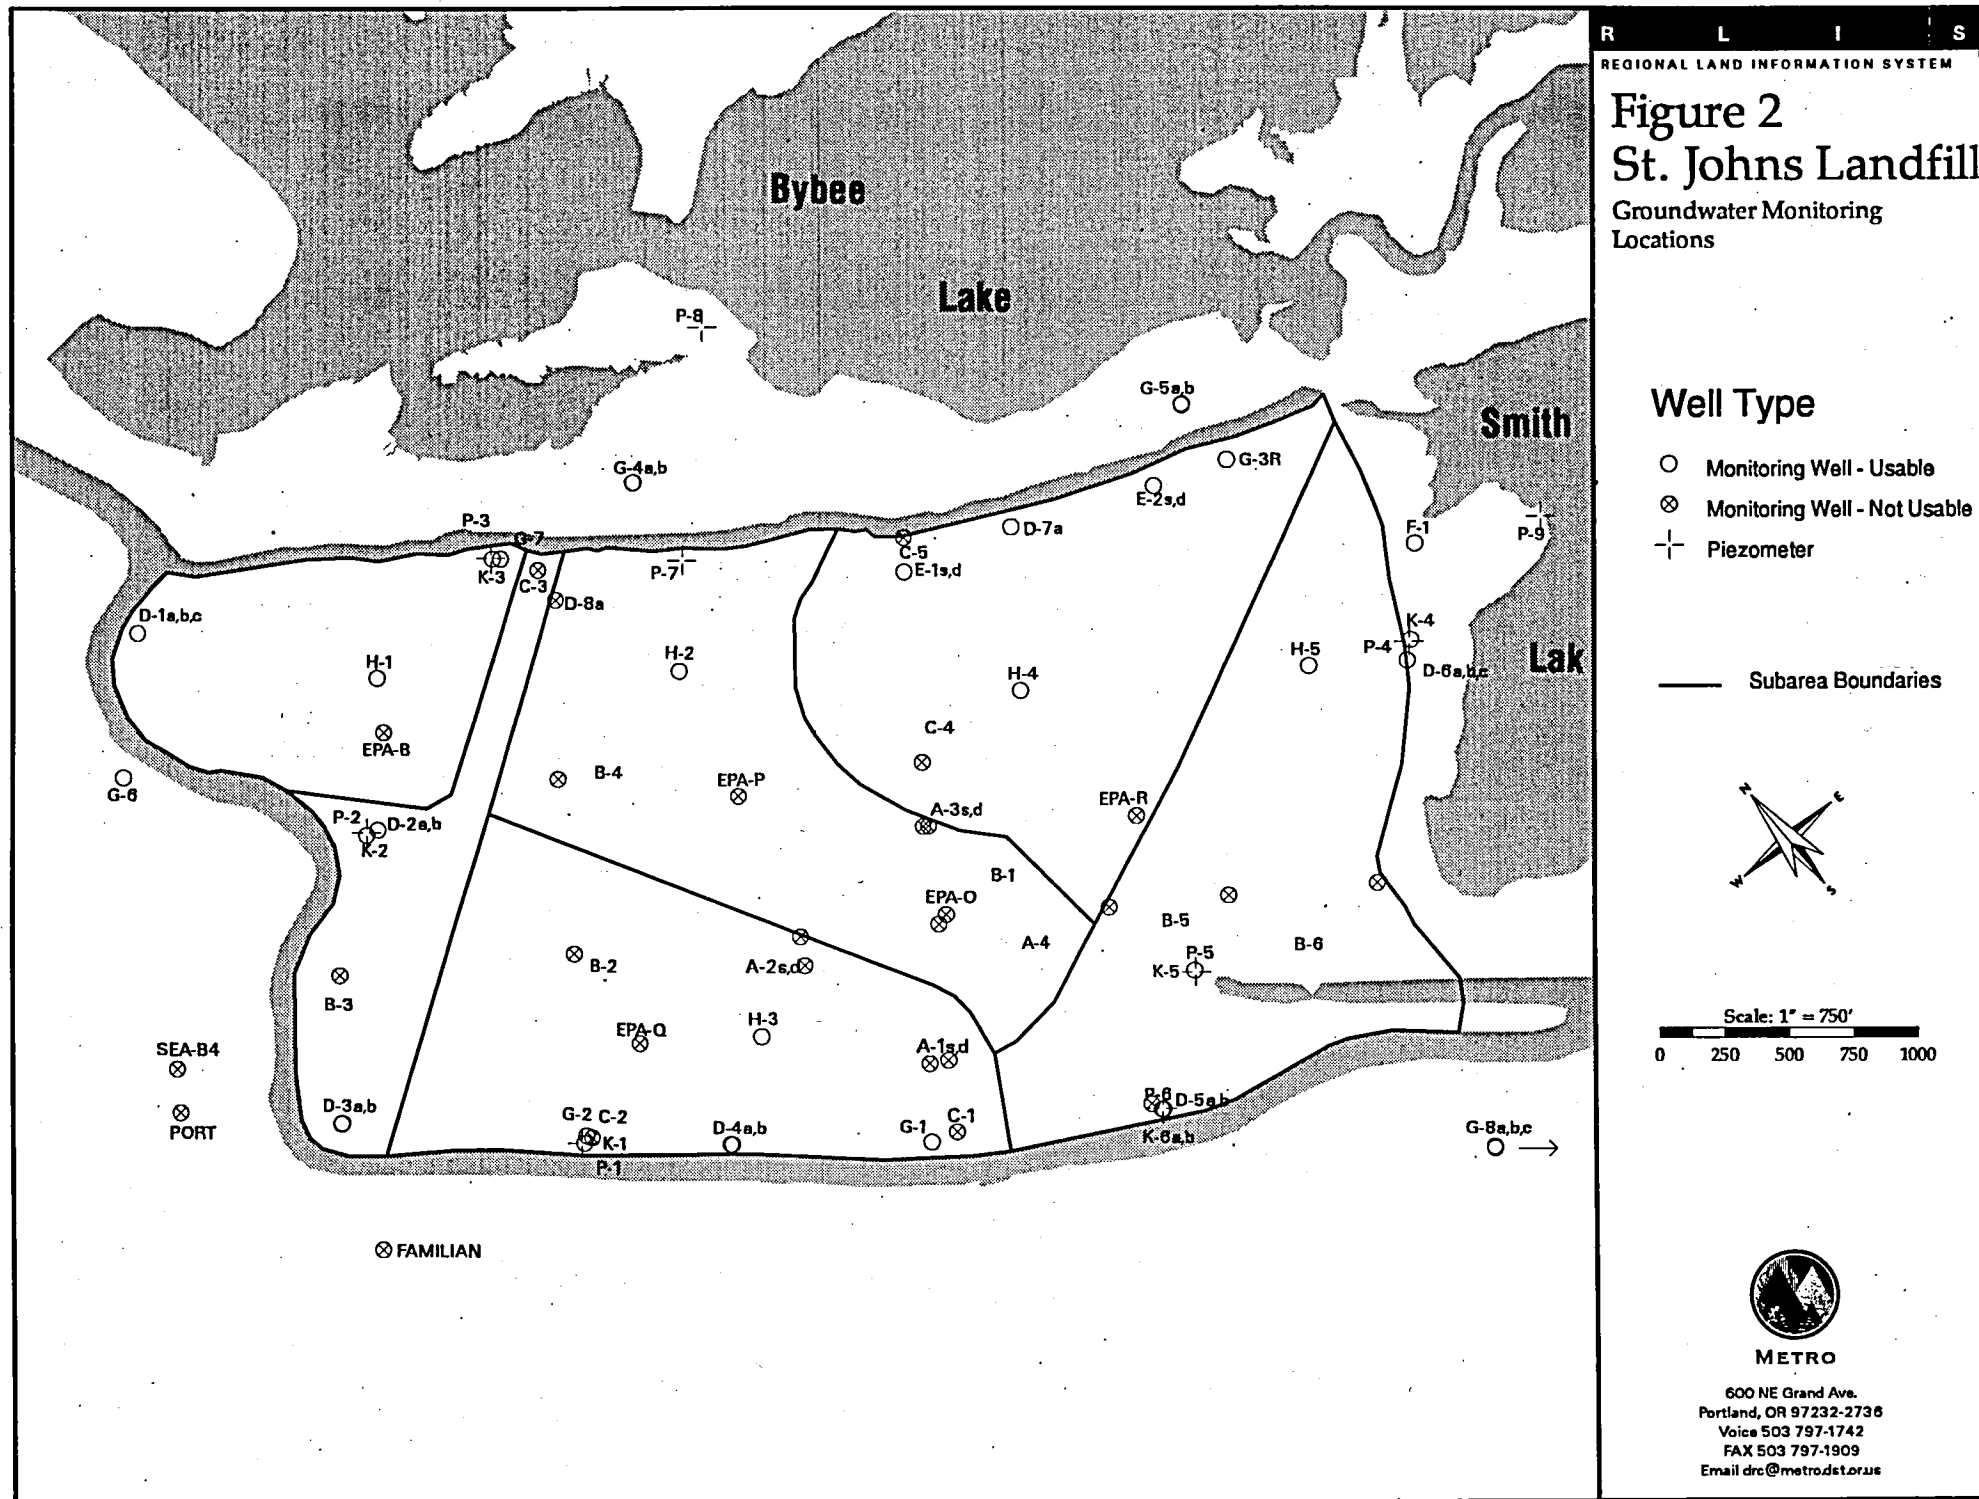 R L I S
REGIONAL LAND INFORMATION SYSTEM
Figure 2
St. Johns Landfill
Groundwater Monitoring
Locations
Well Type
Monitoring Well - Usable
Monitoring Well - Not Usable
Piezometer
Subarea Boundaries
N
E
W
S
Scale: 1" = 750'
0 250 500 750 1000
METRO
600 NE Grand Ave.
Portland, OR 97232-2736
Voice 503 797-1742
FAX 503 797-1909
Email drc@metro.dst.or.us
Bybee
Lake
Smith
Lak
P-8
G-5a,b
G-4a,b
G-3R
E-2s,d
P-3
G-7
D-7a
F-1
P-9
C-5
K-3
C-3
P-7
E-1s,d
D-8a
D-1a,b,c
K-4
P-4
D-6a,b,c
H-1
H-2
H-4
H-5
EPA-B
C-4
B-4
EPA-P
EPA-R
G-6
P-2
D-2a,b
K-2
A-3s,d
B-1
EPA-O
B-5
A-4
B-6
B-2
A-2s,d
P-5
K-5
B-3
EPA-Q
H-3
A-1s,d
SEA-B4
PORT
D-3a,b
G-2
C-2
K-1
P-1
D-4a,b
G-1
C-1
P-6
D-5a,b
K-6a,b
G-8a,b,c
FAMILIAN